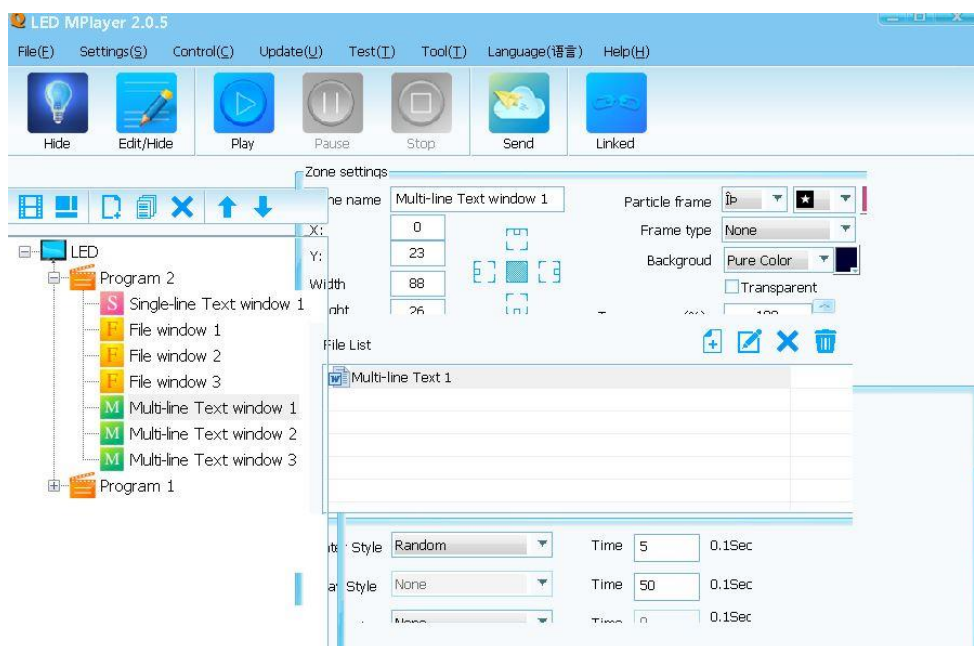 LED MPlayer 2.0.5
File(F) Settings(S) Control(C) Update(U) Test(T) Tool(T) Language(语言) Help(H)
Hide Edit/Hide Play Pause Stop Send Linked
Zone settings
name Multi-line Text window 1 Particle frame
X: 0 Frame type None
Y: 23 Backgroud Pure Color
Width 88 Transparent
26
LED
Program 2
Single-line Text window 1
File window 1
File window 2
File window 3
Multi-line Text window 1
Multi-line Text window 2
Multi-line Text window 3
Program 1
File List
Multi-line Text 1
Style Random Time 5 0.1Sec
Style None Time 50 0.1Sec
None Time 0 0.1Sec